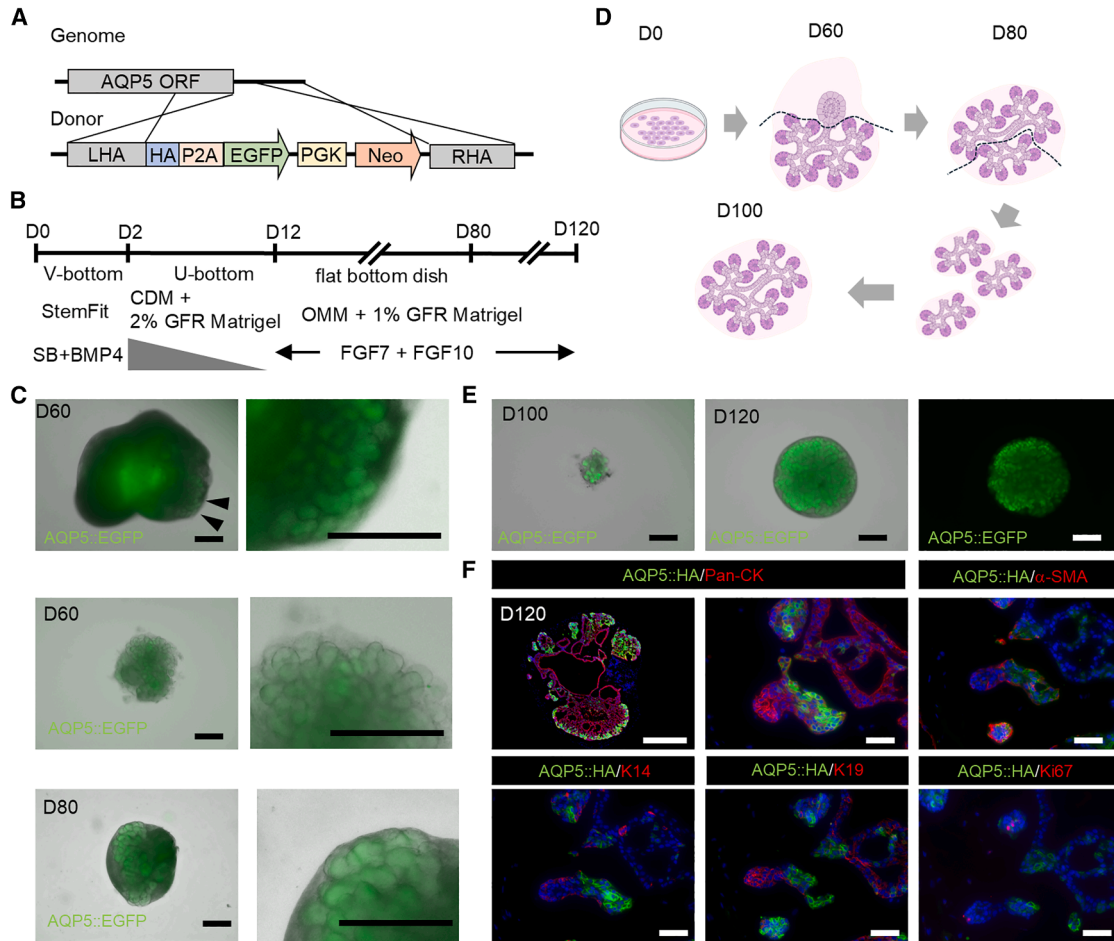 A
Genome
AQP5 ORF
Donor
LHA HA P2A EGFP PGK Neo RHA
B
D0 D2 D12 D80 D120
V-bottom U-bottom flat bottom dish
StemFit CDM +
2% GFR Matrigel OMM + 1% GFR Matrigel
SB+BMP4 FGF7 + FGF10
C
D60
AQP5::EGFP
D60
AQP5::EGFP
D80
AQP5::EGFP
D
D0 D60 D80
D100
E
D100 D120
AQP5::EGFP AQP5::EGFP AQP5::EGFP
F
AQP5::HA/Pan-CK AQP5::HA/α-SMA
D120
AQP5::HA/K14 AQP5::HA/K19 AQP5::HA/Ki67